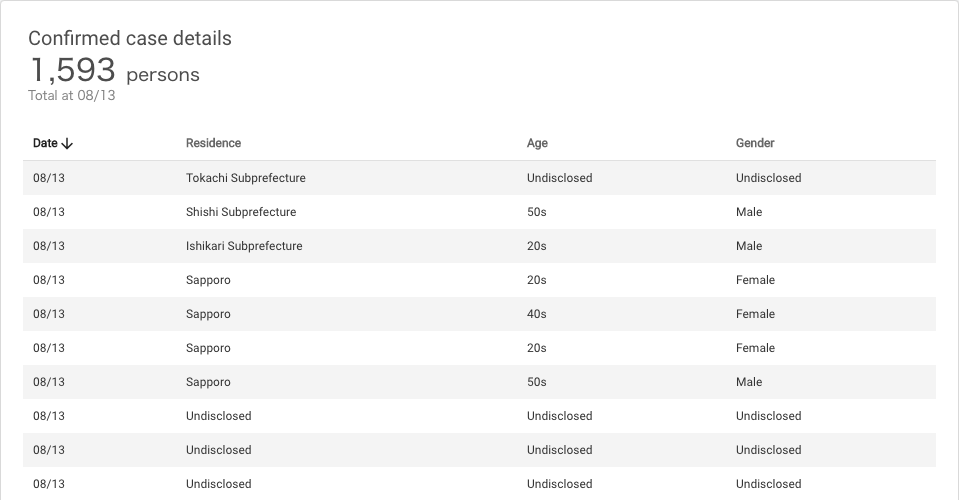 Confirmed case details
1,593 persons
Total at 08/13
Date Residence Age Gender
08/13 Tokachi Subprefecture Undisclosed Undisclosed
08/13 Shishi Subprefecture 50s Male
08/13 Ishikari Subprefecture 20s Male
08/13 Sapporo 20s Female
08/13 Sapporo 40s Female
08/13 Sapporo 20s Female
08/13 Sapporo 50s Male
08/13 Undisclosed Undisclosed Undisclosed
08/13 Undisclosed Undisclosed Undisclosed
08/13 Undisclosed Undisclosed Undisclosed